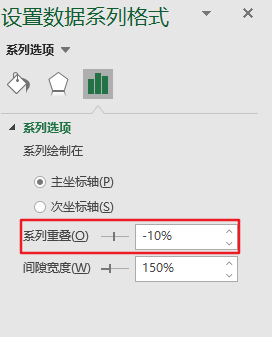 设置数据系列格式
系列选项
系列选项
系列绘制在
主坐标轴(P)
次坐标轴(S)
系列重叠(O) -10%
间隙宽度(W) 150%